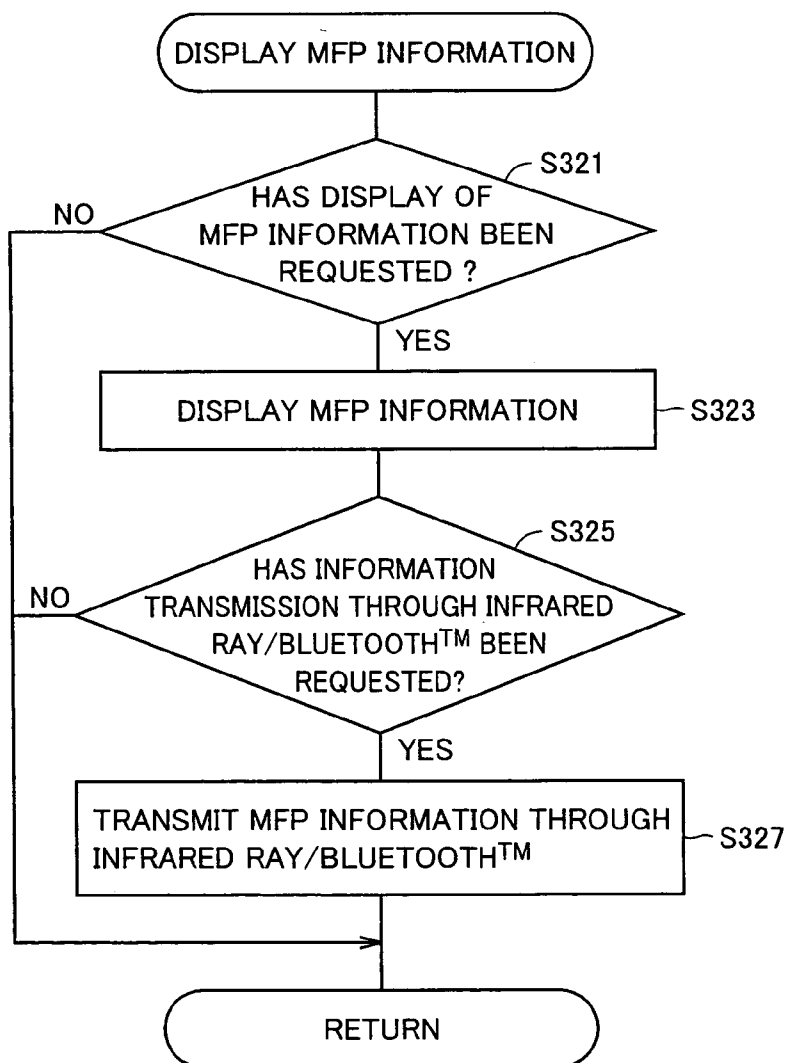 DISPLAY MFP INFORMATION
S321
HAS DISPLAY OF
MFP INFORMATION BEEN
REQUESTED ?
NO
YES
DISPLAY MFP INFORMATION
S323
S325
HAS INFORMATION
TRANSMISSION THROUGH INFRARED
RAY/BLUETOOTH™ BEEN
REQUESTED?
NO
YES
TRANSMIT MFP INFORMATION THROUGH
INFRARED RAY/BLUETOOTH™
S327
RETURN